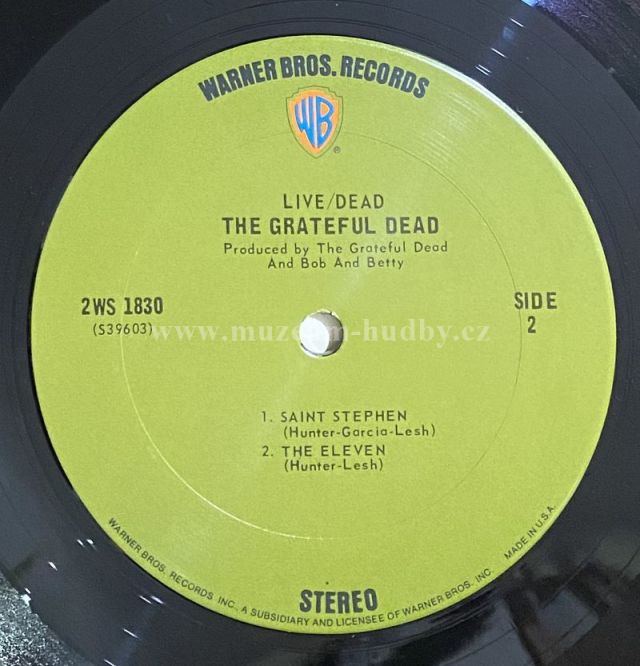 WARNER BROS. RECORDS
WB
®
LIVE/DEAD
THE GRATEFUL DEAD
Produced by The Grateful Dead
And Bob And Betty
2WS 1830
(S39603)
SIDE
2
www.muzeum-hudby.cz
1. SAINT STEPHEN
(Hunter-Garcia-Lesh)
2. THE ELEVEN
(Hunter-Lesh)
STEREO
WARNER BROS. RECORDS INC. A SUBSIDIARY AND LICENSEE OF WARNER BROS. INC. MADE IN U.S.A.